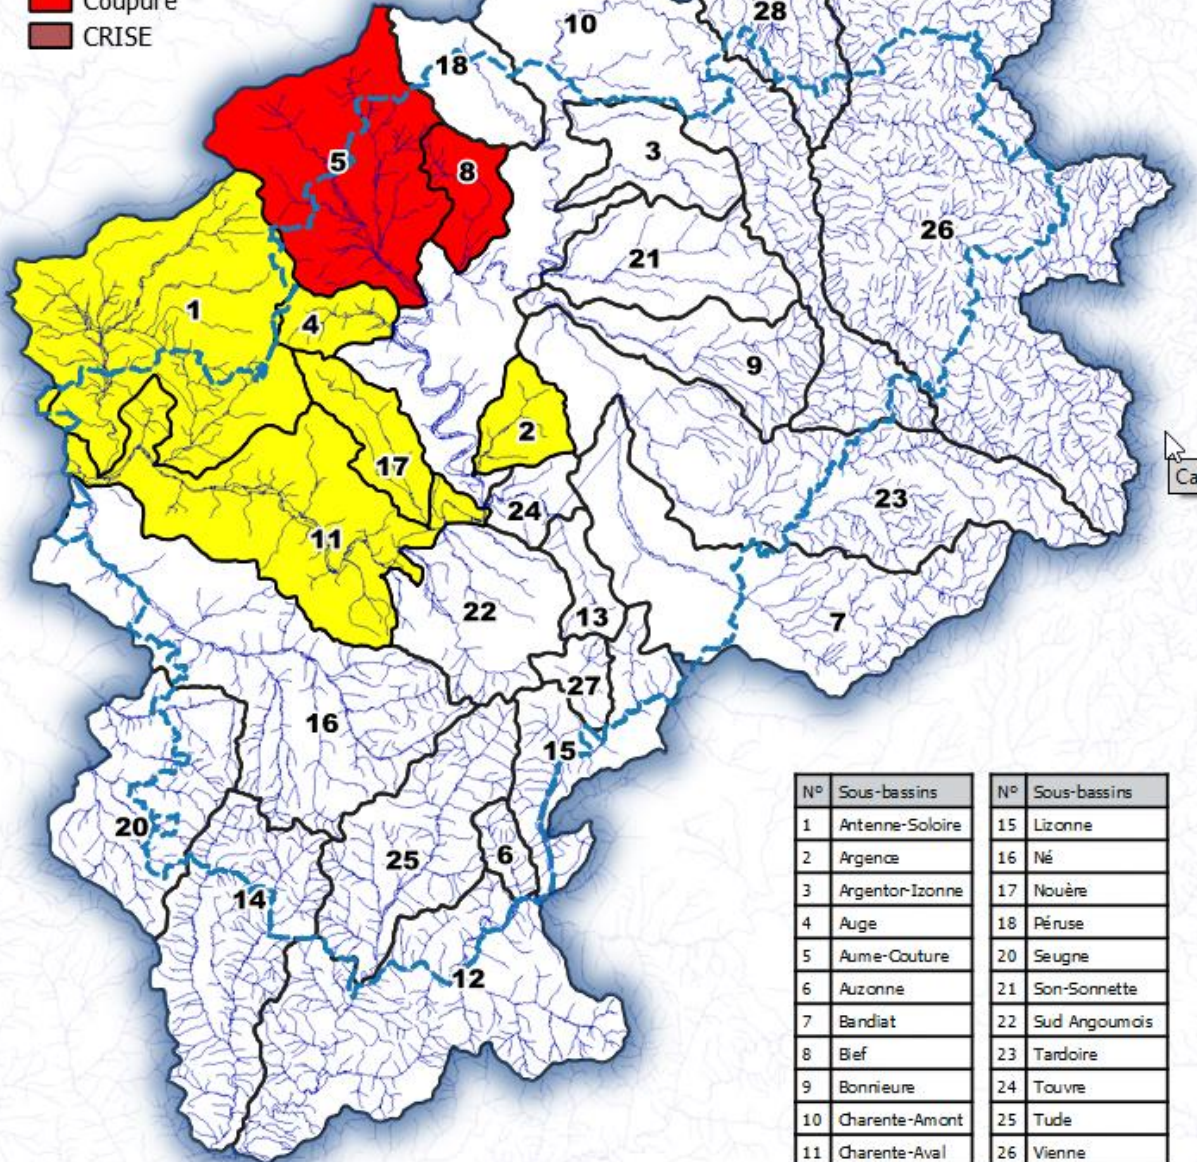 Coupure
CRISE
10
28
18
5
8
3
26
21
1
4
9
2
17
24
23
11
22
13
7
27
16
15
20
25
6
14
12
N° Sous-bassins
1 Antenne-Soloire
2 Argence
3 Argentor-Izonne
4 Auge
5 Aume-Couture
6 Auzonne
7 Bandiat
8 Bief
9 Bonnieure
10 Charente-Amont
11 Charente-Aval
N° Sous-bassins
15 Lizonne
16 Né
17 Nouère
18 Péruse
20 Seugne
21 Son-Sonnette
22 Sud Angoumois
23 Tardoire
24 Touvre
25 Tude
26 Vienne
Ca